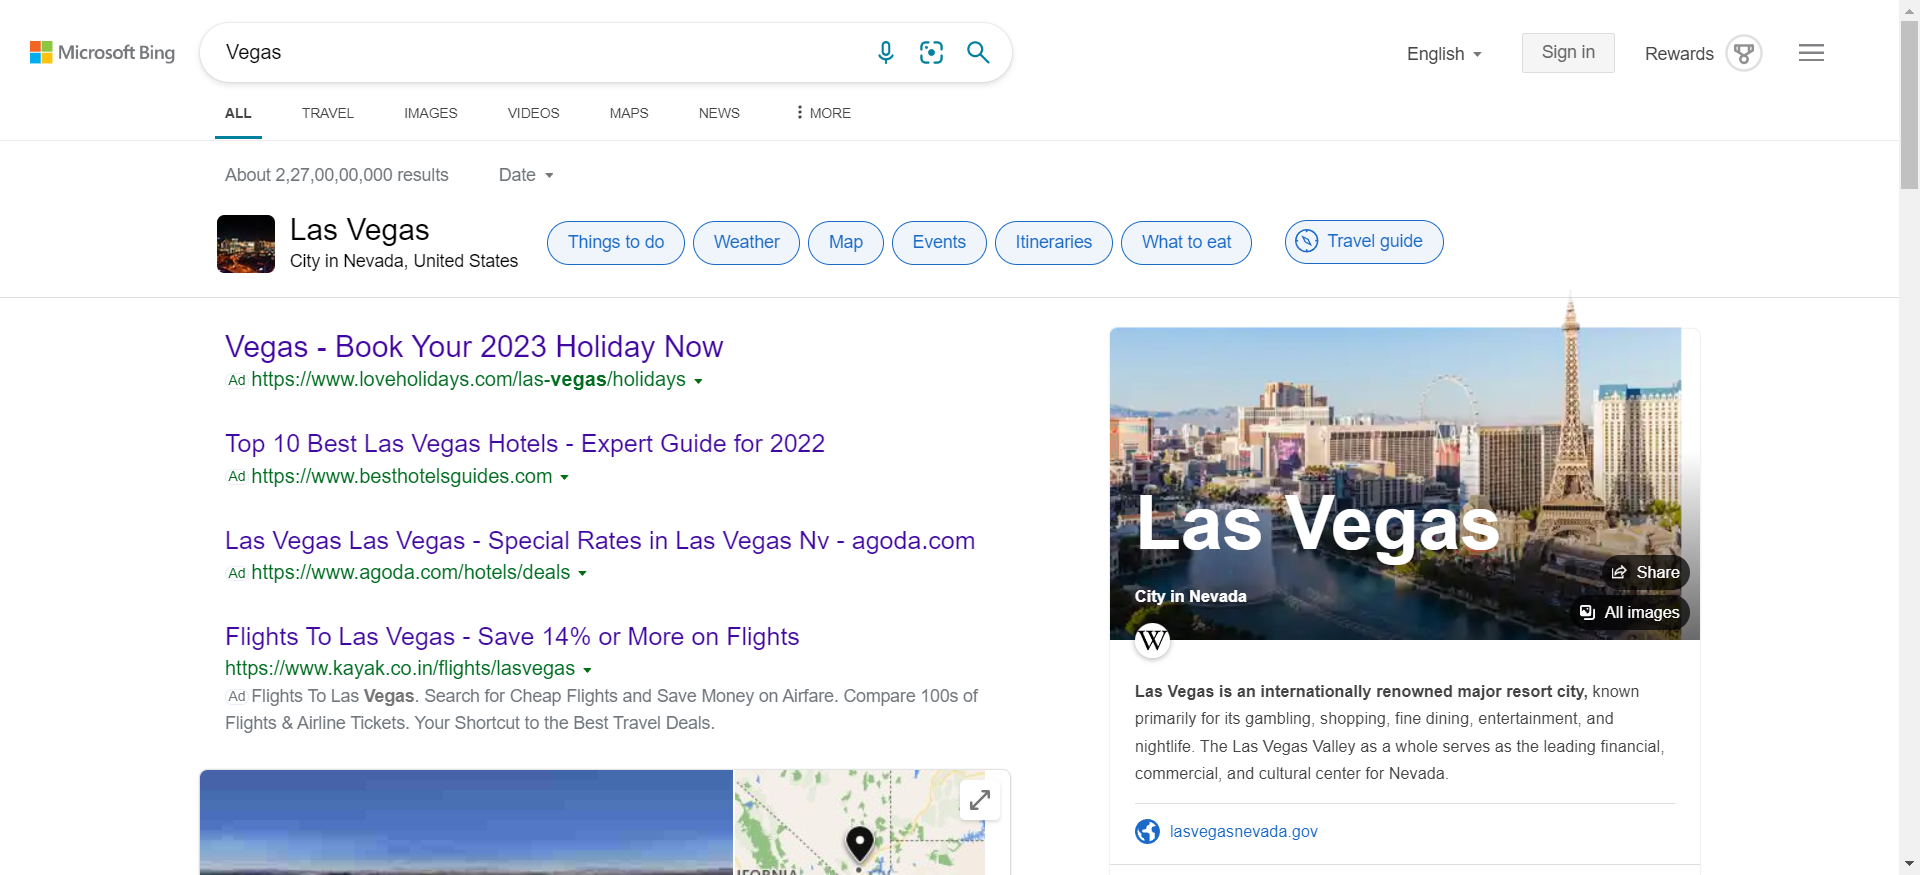 Microsoft Bing
Vegas
English
Sign in
Rewards
ALL
TRAVEL
IMAGES
VIDEOS
MAPS
NEWS
MORE
About 2,27,00,00,000 results
Date
Las Vegas
City in Nevada, United States
Things to do
Weather
Map
Events
Itineraries
What to eat
Travel guide
Vegas - Book Your 2023 Holiday Now
Ad https://www.loveholidays.com/las-vegas/holidays
Top 10 Best Las Vegas Hotels - Expert Guide for 2022
Ad https://www.besthotelsguides.com
Las Vegas Las Vegas - Special Rates in Las Vegas Nv - agoda.com
Ad https://www.agoda.com/hotels/deals
Flights To Las Vegas - Save 14% or More on Flights
https://www.kayak.co.in/flights/lasvegas
Ad Flights To Las Vegas. Search for Cheap Flights and Save Money on Airfare. Compare 100s of
Flights & Airline Tickets. Your Shortcut to the Best Travel Deals.
Las Vegas
Share
City in Nevada
All images
W
Las Vegas is an internationally renowned major resort city, known
primarily for its gambling, shopping, fine dining, entertainment, and
nightlife. The Las Vegas Valley as a whole serves as the leading financial,
commercial, and cultural center for Nevada.
lasvegasnevada.gov